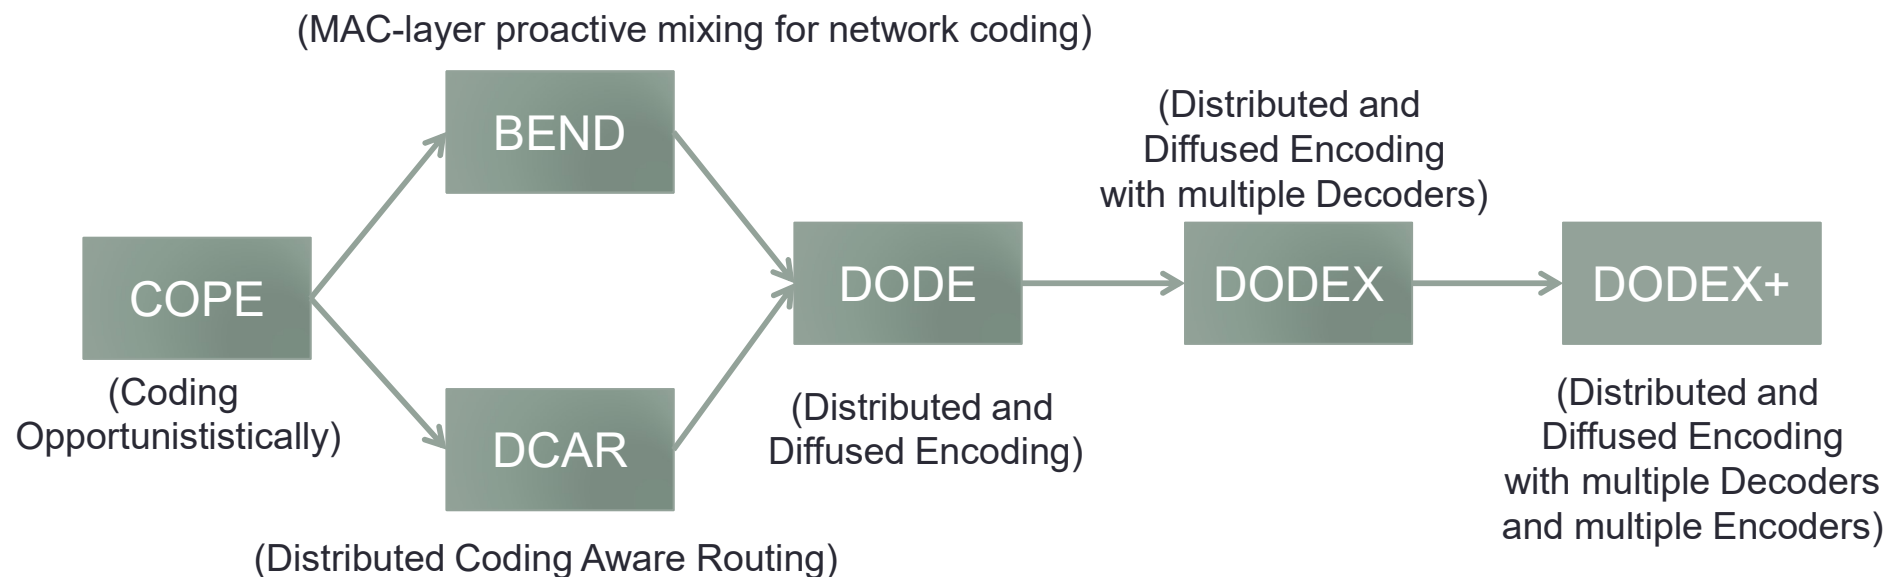 (MAC-layer proactive mixing for network coding)
BEND
(Distributed and
Diffused Encoding
with multiple Decoders)
COPE
DODE
DODEX
DODEX+
(Coding
Opportunististically)
DCAR
(Distributed and
Diffused Encoding)
(Distributed and
Diffused Encoding
with multiple Decoders
and multiple Encoders)
(Distributed Coding Aware Routing)